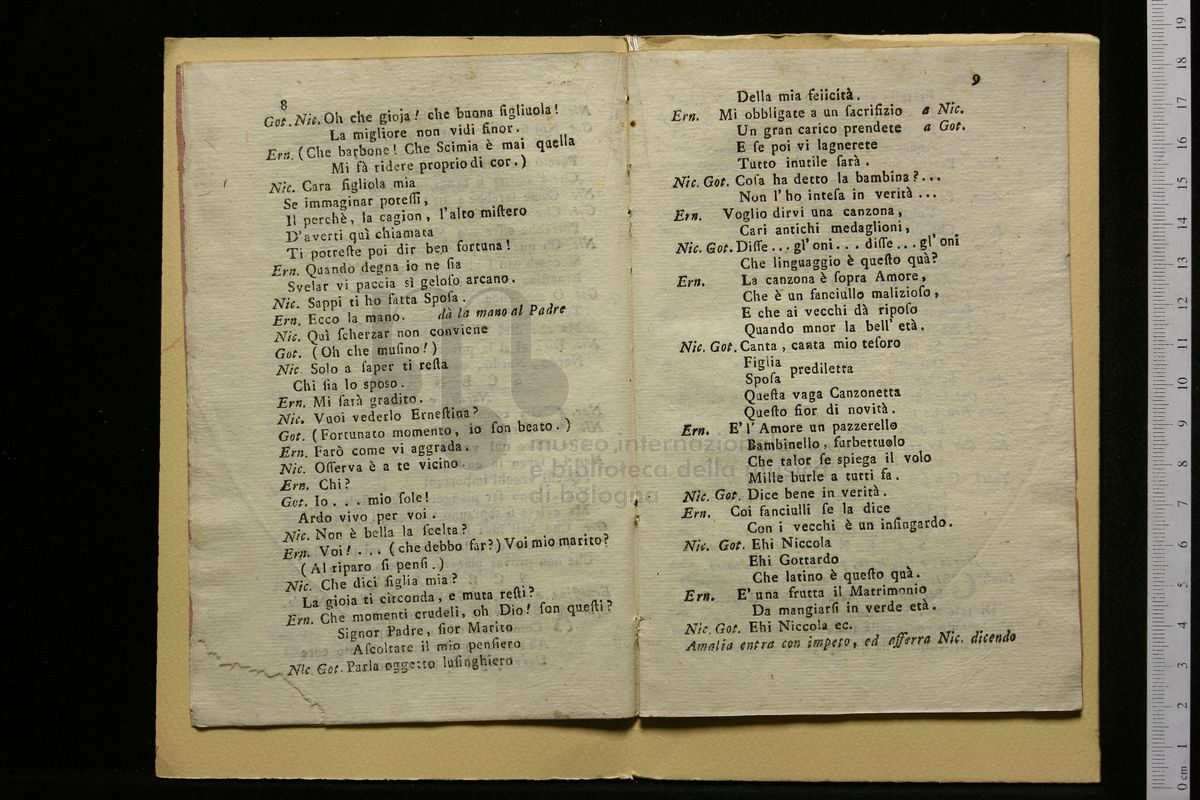 8
Got. Nic. Oh che gioja! che buona figliuola!
La migliore non vidi finor.
Ern. (Che barbone! Che Scimia è mai quella
Mi fà ridere proprio di cor.)
Nic. Cara figliola mia
Se immaginar poteſſi,
Il perchè, la cagion, l'alto miſtero
D'averti quì chiamata
Ti potreſte poi dir ben fortuna!
Ern. Quando degna io ne ſia
Svelar vi paccia sì geloſo arcano.
Nic. Sappi ti ho fatta Spoſa.
Ern. Ecco la mano. dà la mano al Padre
Nic. Quì ſcherzar non conviene
Got. (Oh che muſino!)
Nic Solo a ſaper ti reſta
Chi ſia lo sposo.
Ern. Mi ſarà gradito.
Nic. Vuoi vederlo Erneſtina?
Got. (Fortunato momento, io ſon beato.)
Ern. Farò come vi aggrada.
Nic. Oſſerva è a te vicino.
Ern. Chi?
Got. Io... mio ſole!
Ardo vivo per voi.
Nic. Non è bella la ſcelta?
Ern. Voi!... (che debbo far?) Voi mio marito?
(Al riparo ſi penſi.)
Nic. Che dici figlia mia?
La gioia ti circonda, e muta reſti?
Ern. Che momenti crudeli, oh Dio! ſon queſti?
Signor Padre, ſior Marito
Aſcoltate il mio penſiero
Nic Got. Parla oggetto luſinghiero
9
Della mia felicità.
Ern. Mi obbligate a un ſacrifizio a Nic.
Un gran carico prendete a Got.
E ſe poi vi lagnerete
Tutto inutile ſarà.
Nic. Got. Coſa ha detto la bambina?...
Non l'ho inteſa in verità...
Ern. Voglio dirvi una canzona,
Cari antichi medaglioni,
Nic. Got. Diſſe... gl'oni... diſſe... gl'oni
Che linguaggio è queſto quà?
Ern. La canzona è ſopra Amore,
Che è un fanciullo malizioſo,
E che ai vecchi dà ripoſo
Quando mnor la bell'età.
Nic. Got. Canta, canta mio teſoro
Figlia
Spoſa prediletta
Queſta vaga Canzonetta
Queſto fior di novità.
Ern. E' l'Amore un pazzerello
Bambinello, furbettuolo
Che talor ſe spiega il volo
Mille burle a tutti fa.
Nic. Got. Dice bene in verità.
Ern. Coi fanciulli ſe la dice
Con i vecchi è un infingardo.
Nic. Got. Ehi Niccola
Ehi Gottardo
Che latino è queſto quà.
Ern. E' una frutta il Matrimonio
Da mangiarſi in verde età.
Nic. Got. Ehi Niccola ec.
Amalia entra con impeto, ed afferra Nic. dicendo
museo internazion
e biblioteca della
di bologna